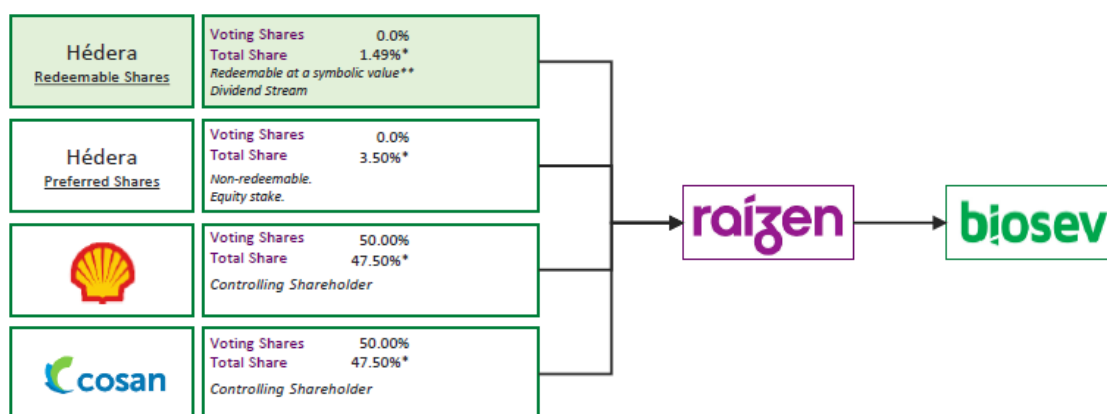 Hédera
Redeemable Shares
Voting Shares 0.0%
Total Share 1.49%*
Redeemable at a symbolic value**
Dividend Stream
Hédera
Preferred Shares
Voting Shares 0.0%
Total Share 3.50%*
Non-redeemable.
Equity stake.
Voting Shares 50.00%
Total Share 47.50%*
Controlling Shareholder
cosan
Voting Shares 50.00%
Total Share 47.50%*
Controlling Shareholder
raízen
biosev